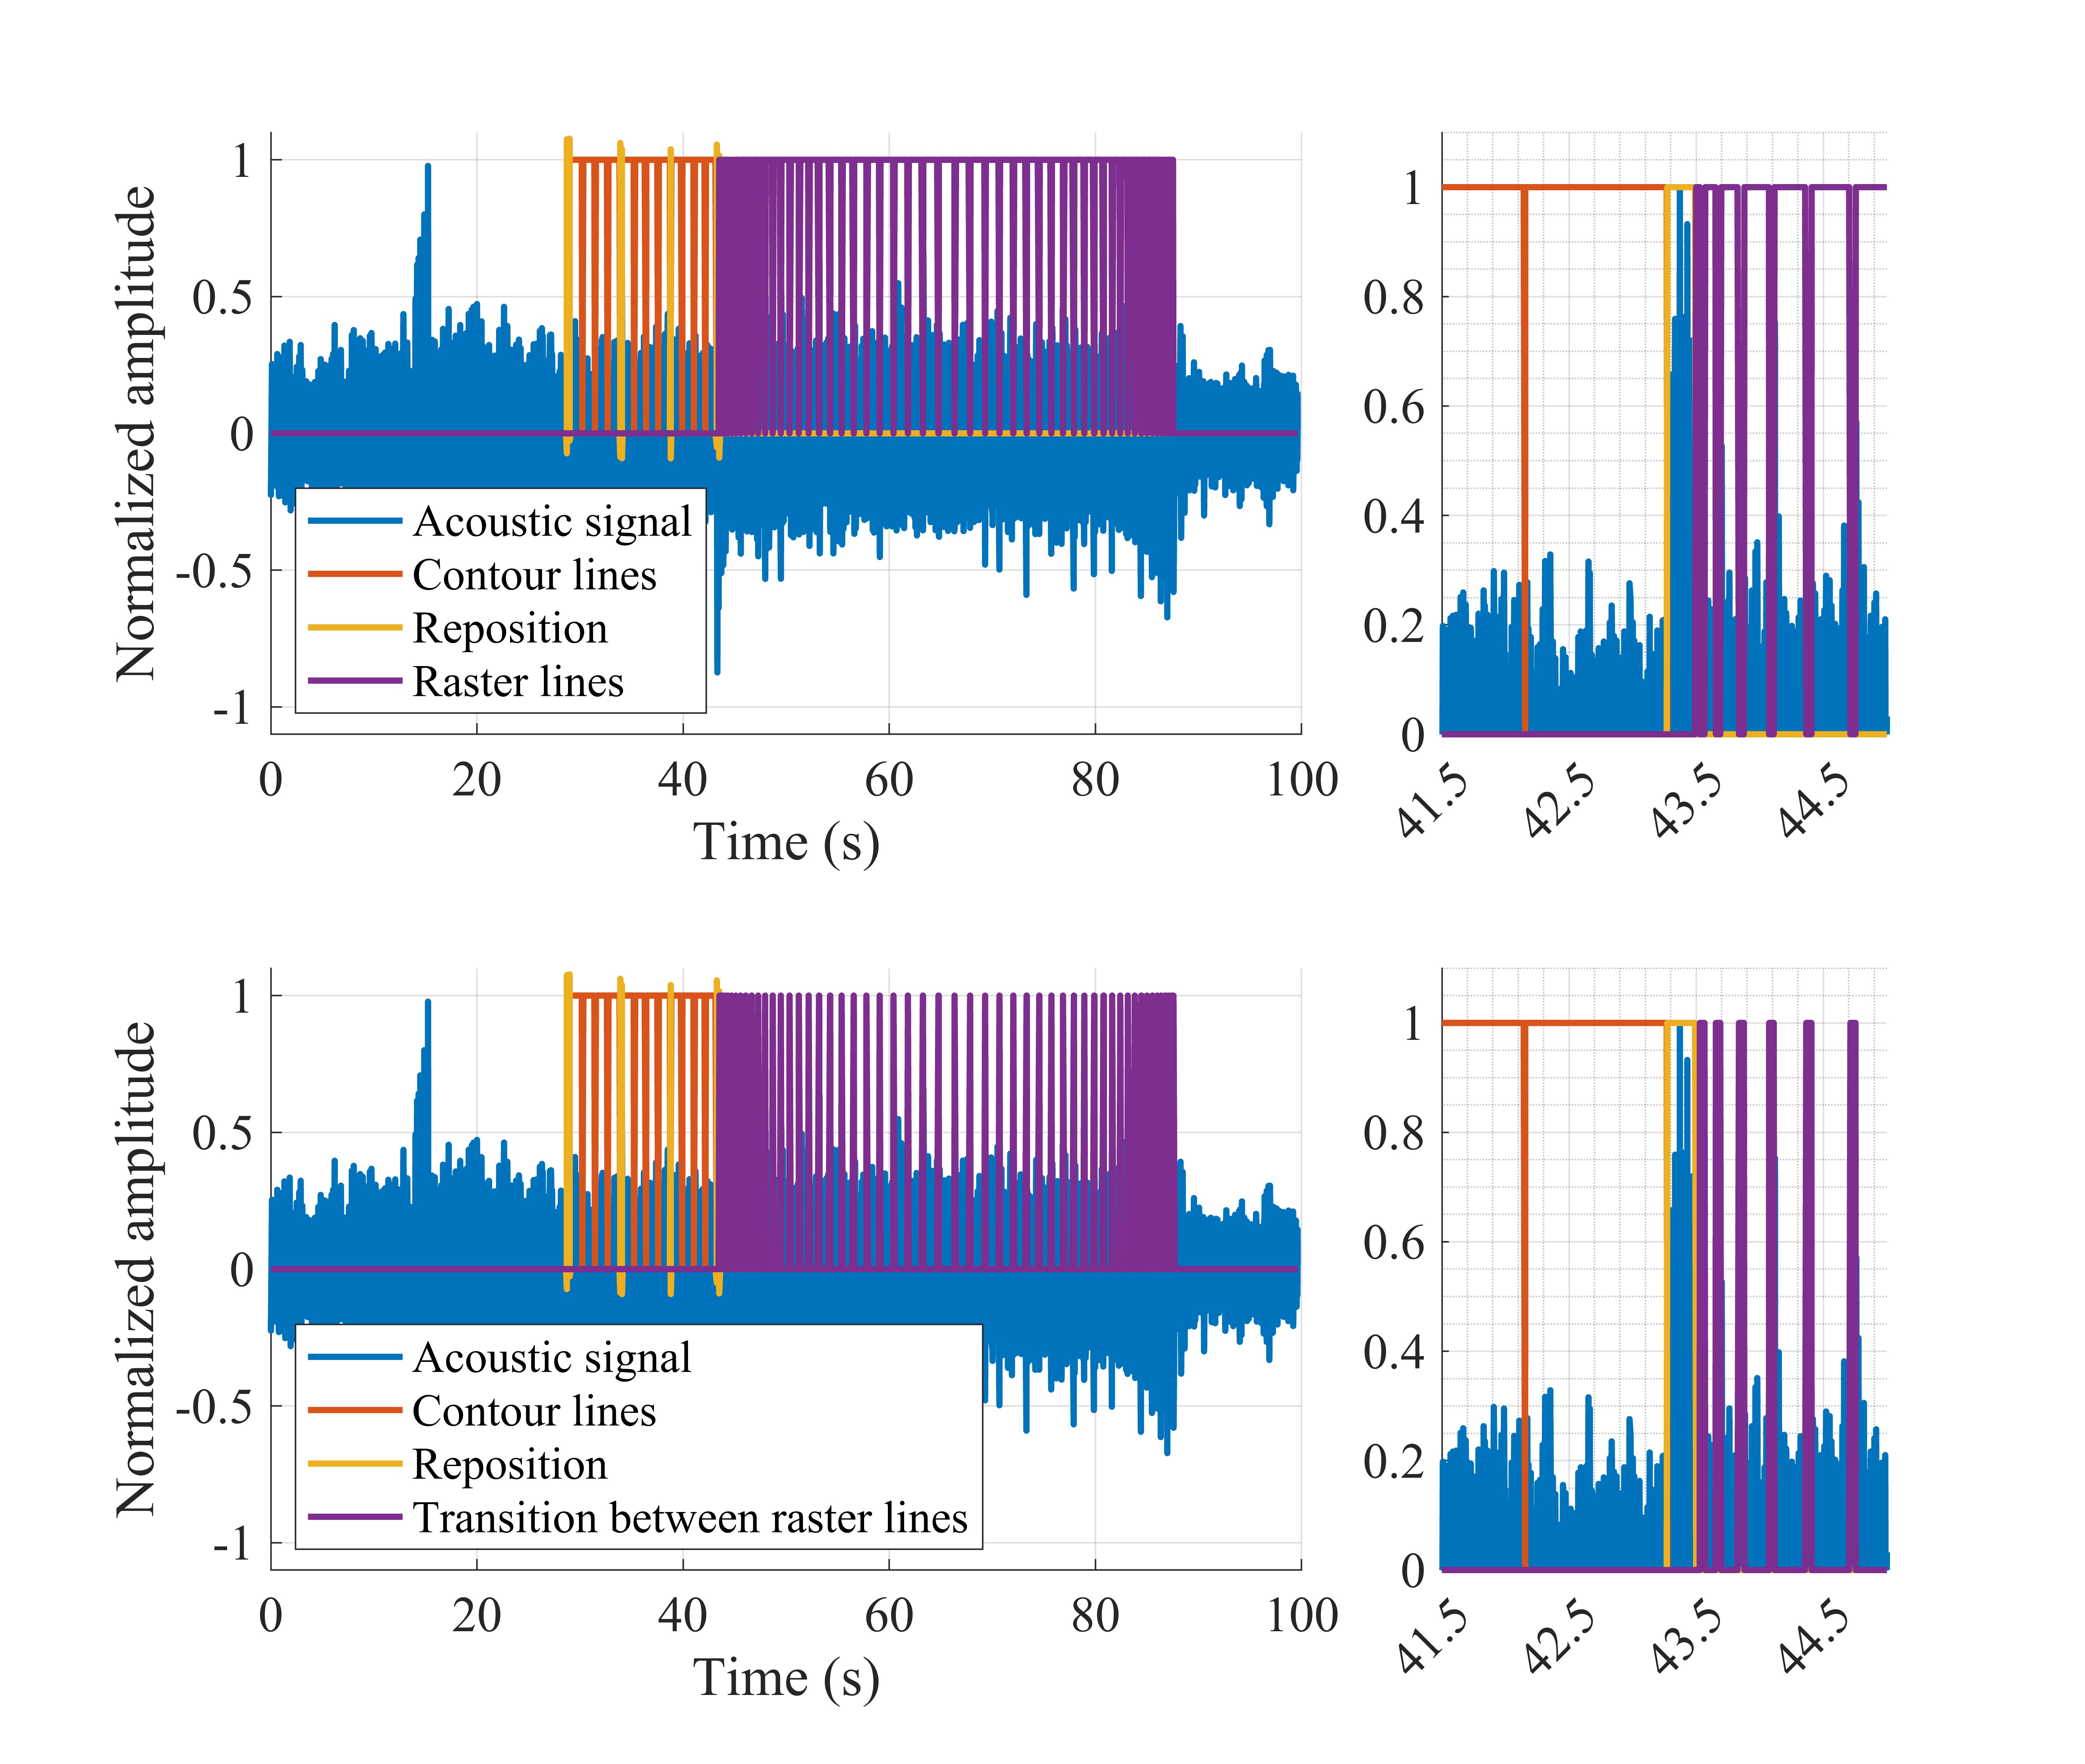 Normalized amplitude
1
0.5
0
-0.5
-1
Acoustic signal
Contour lines
Reposition
Raster lines
0 20 40 60 80 100
Time (s)
1
0.8
0.6
0.4
0.2
0
41.5 42.5 43.5 44.5
Normalized amplitude
1
0.5
0
-0.5
-1
Acoustic signal
Contour lines
Reposition
Transition between raster lines
0 20 40 60 80 100
Time (s)
1
0.8
0.6
0.4
0.2
0
41.5 42.5 43.5 44.5